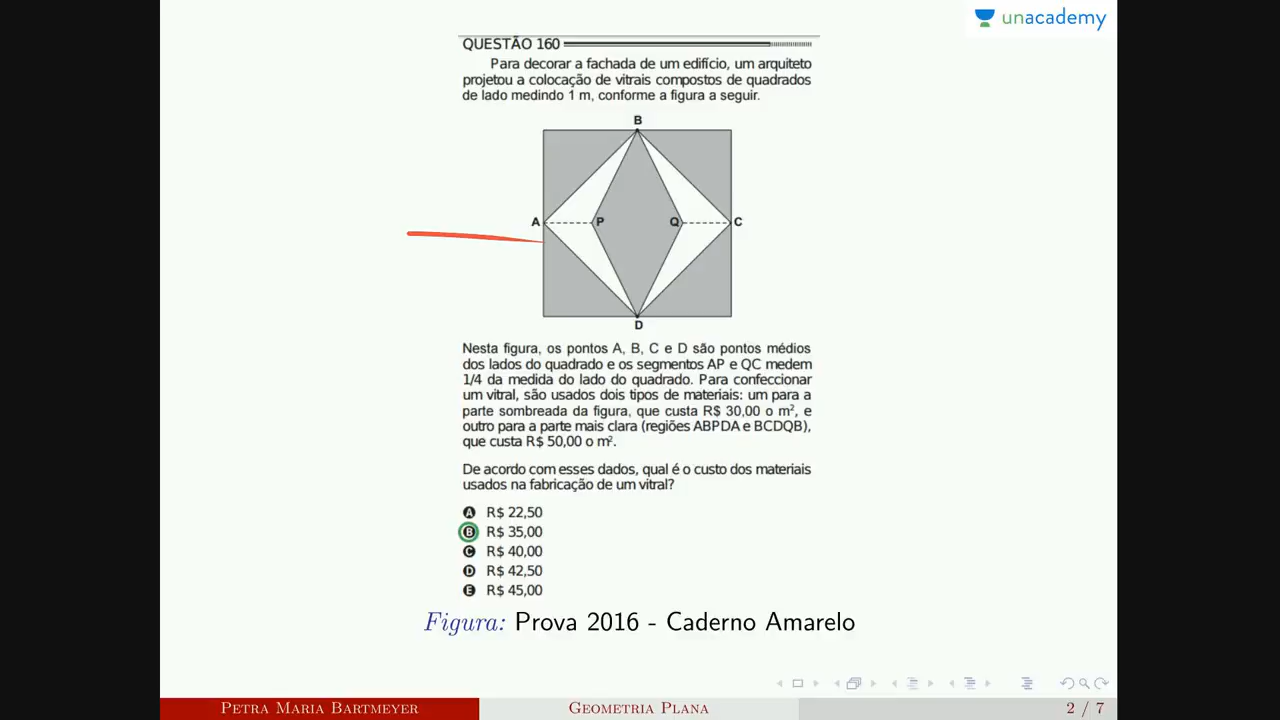 unacademy
QUESTÃO 160
Para decorar a fachada de um edifício, um arquiteto
projetou a colocação de vitrais compostos de quadrados
de lado medindo 1 m, conforme a figura a seguir.
B
A
P
Q
C
D
Nesta figura, os pontos A, B, C e D são pontos médios
dos lados do quadrado e os segmentos AP e QC medem
1/4 da medida do lado do quadrado. Para confeccionar
um vitral, são usados dois tipos de materiais: um para a
parte sombreada da figura, que custa R$ 30,00 o m², e
outro para a parte mais clara (regiões ABPDA e BCDQB),
que custa R$ 50,00 o m².
De acordo com esses dados, qual é o custo dos materiais
usados na fabricação de um vitral?
A R$ 22,50
B R$ 35,00
C R$ 40,00
D R$ 42,50
E R$ 45,00
Figura: Prova 2016 - Caderno Amarelo
Petra Maria Bartmeyer
Geometria Plana
2 / 7